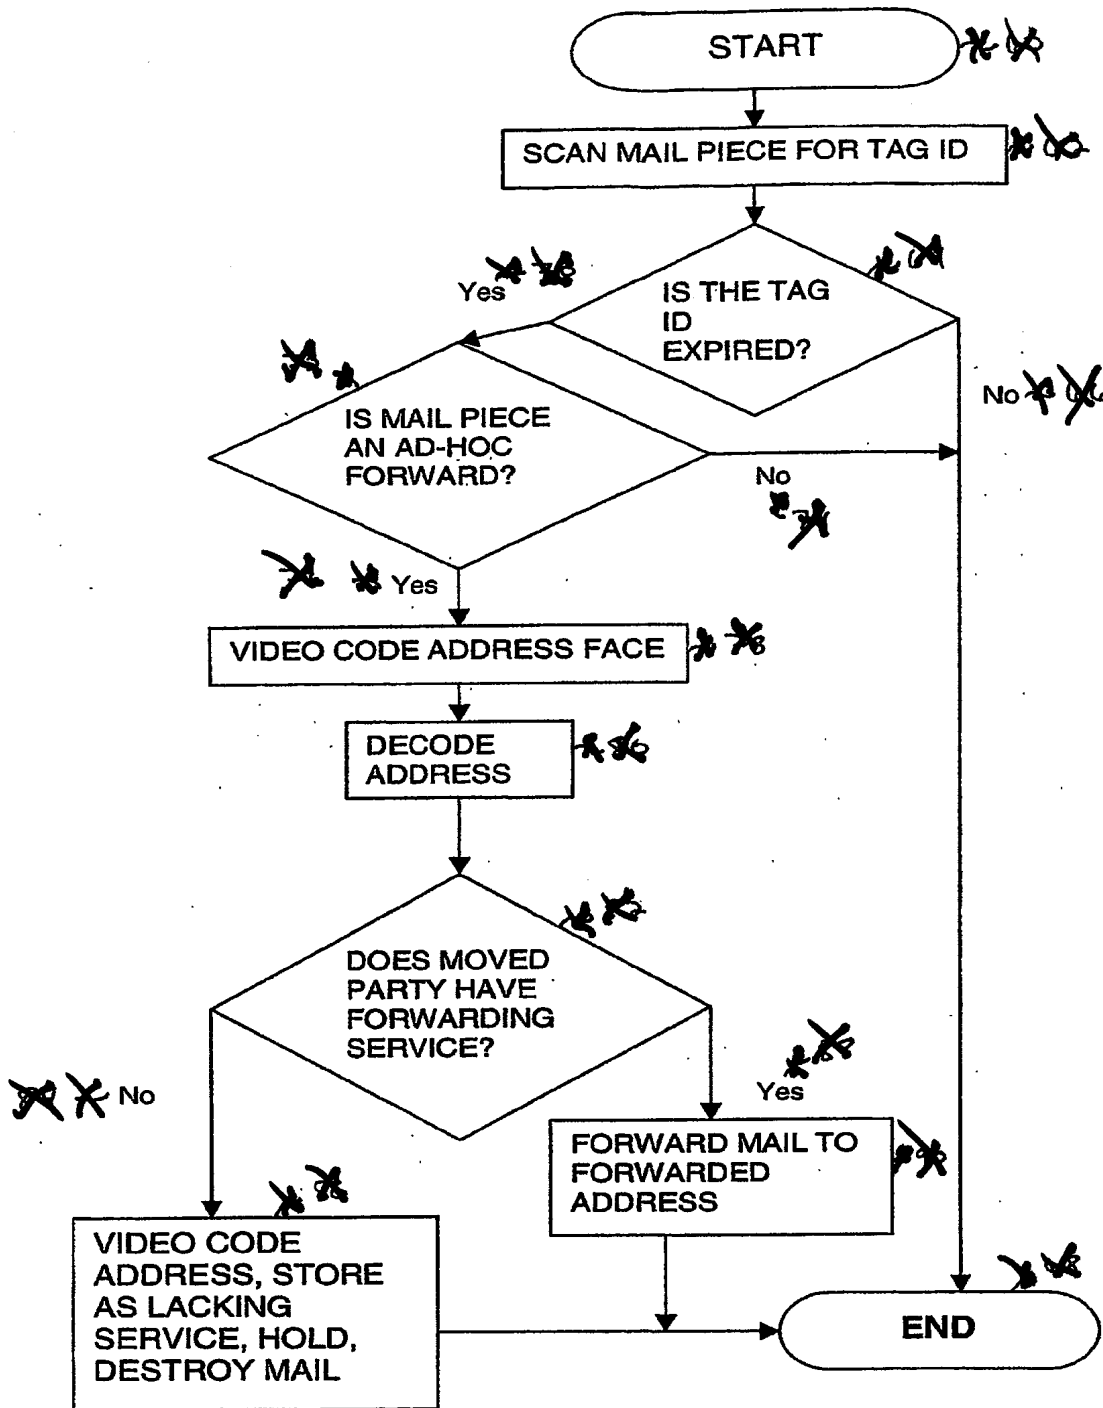 START
SCAN MAIL PIECE FOR TAG ID
Yes
IS THE TAG
ID
EXPIRED?
No
IS MAIL PIECE
AN AD-HOC
FORWARD?
No
Yes
VIDEO CODE ADDRESS FACE
DECODE
ADDRESS
DOES MOVED
PARTY HAVE
FORWARDING
SERVICE?
No
Yes
FORWARD MAIL TO
FORWARDED
ADDRESS
VIDEO CODE
ADDRESS, STORE
AS LACKING
SERVICE, HOLD,
DESTROY MAIL
END